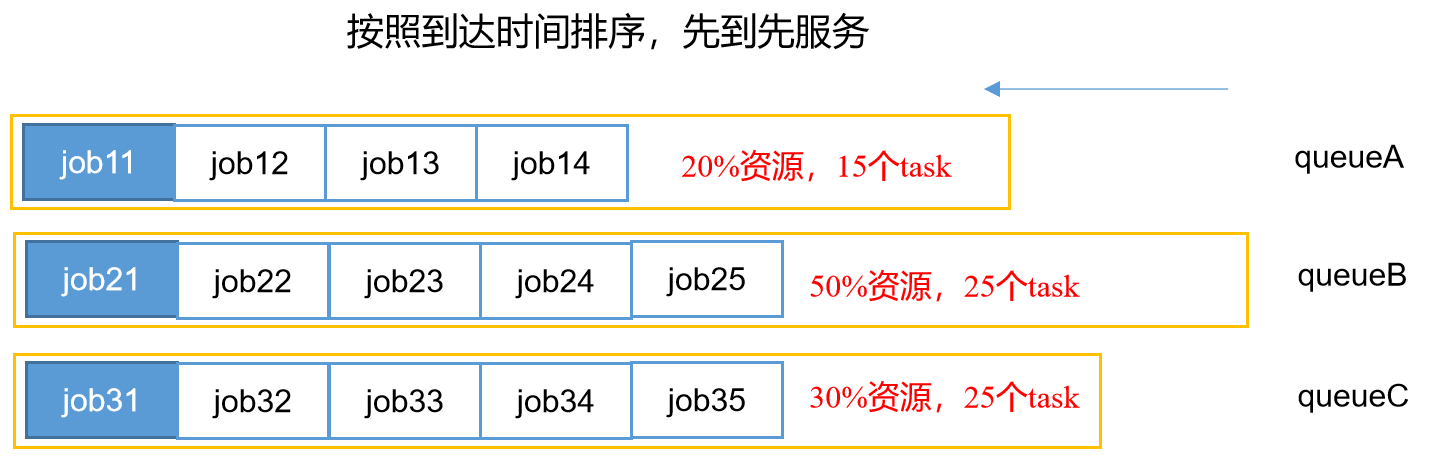 按照到达时间排序，先到先服务
job11 job12 job13 job14 20%资源，15个task queueA
job21 job22 job23 job24 job25 50%资源，25个task queueB
job31 job32 job33 job34 job35 30%资源，25个task queueC